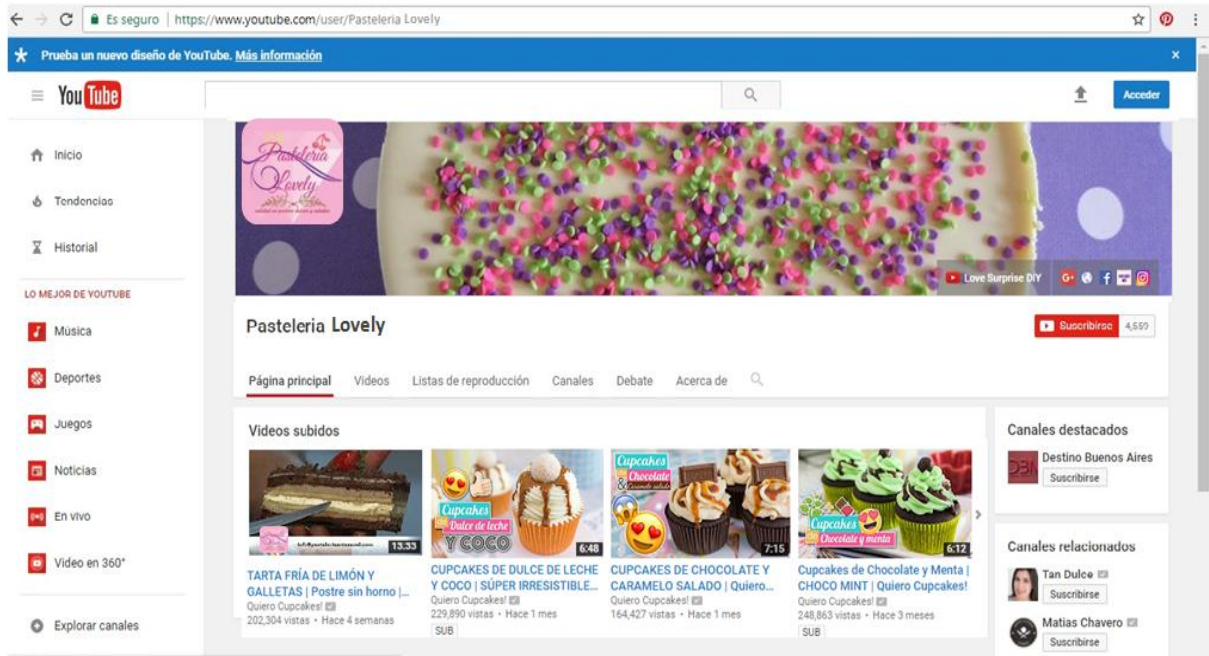 Es seguro | https://www.youtube.com/user/Pasteleria Lovely
Prueba un nuevo diseño de YouTube. Más información
YouTube
Acceder
Inicio
Tendencias
Historial
LO MEJOR DE YOUTUBE
Música
Deportes
Juegos
Noticias
En vivo
Video en 360°
Explorar canales
Pasteleria
Lovely
Love Surprise DIY
Pasteleria Lovely
Suscribirse 4,559
Página principal Videos Listas de reproducción Canales Debate Acerca de
Videos subidos
13.33
TARTA FRÍA DE LIMÓN Y
GALLETAS | Postre sin horno |...
Quiero Cupcakes!
202,304 vistas • Hace 4 semanas
Cupcakes
Dulce de leche
Y COCO
6:48
CUPCAKES DE DULCE DE LECHE
Y COCO | SÚPER IRRESISTIBLE...
Quiero Cupcakes!
229,890 vistas • Hace 1 mes
SUB
Cupcakes
Chocolate
& Caramelo salado
7:15
CUPCAKES DE CHOCOLATE Y
CARAMELO SALADO | Quiero...
Quiero Cupcakes!
164,427 vistas • Hace 1 mes
Cupcakes
Chocolate y menta
6:12
Cupcakes de Chocolate y Menta |
CHOCO MINT | Quiero Cupcakes!
Quiero Cupcakes!
248,863 vistas • Hace 3 meses
SUB
Canales destacados
Destino Buenos Aires
Suscribirse
Canales relacionados
Tan Dulce
Suscribirse
Matias Chavero
Suscribirse